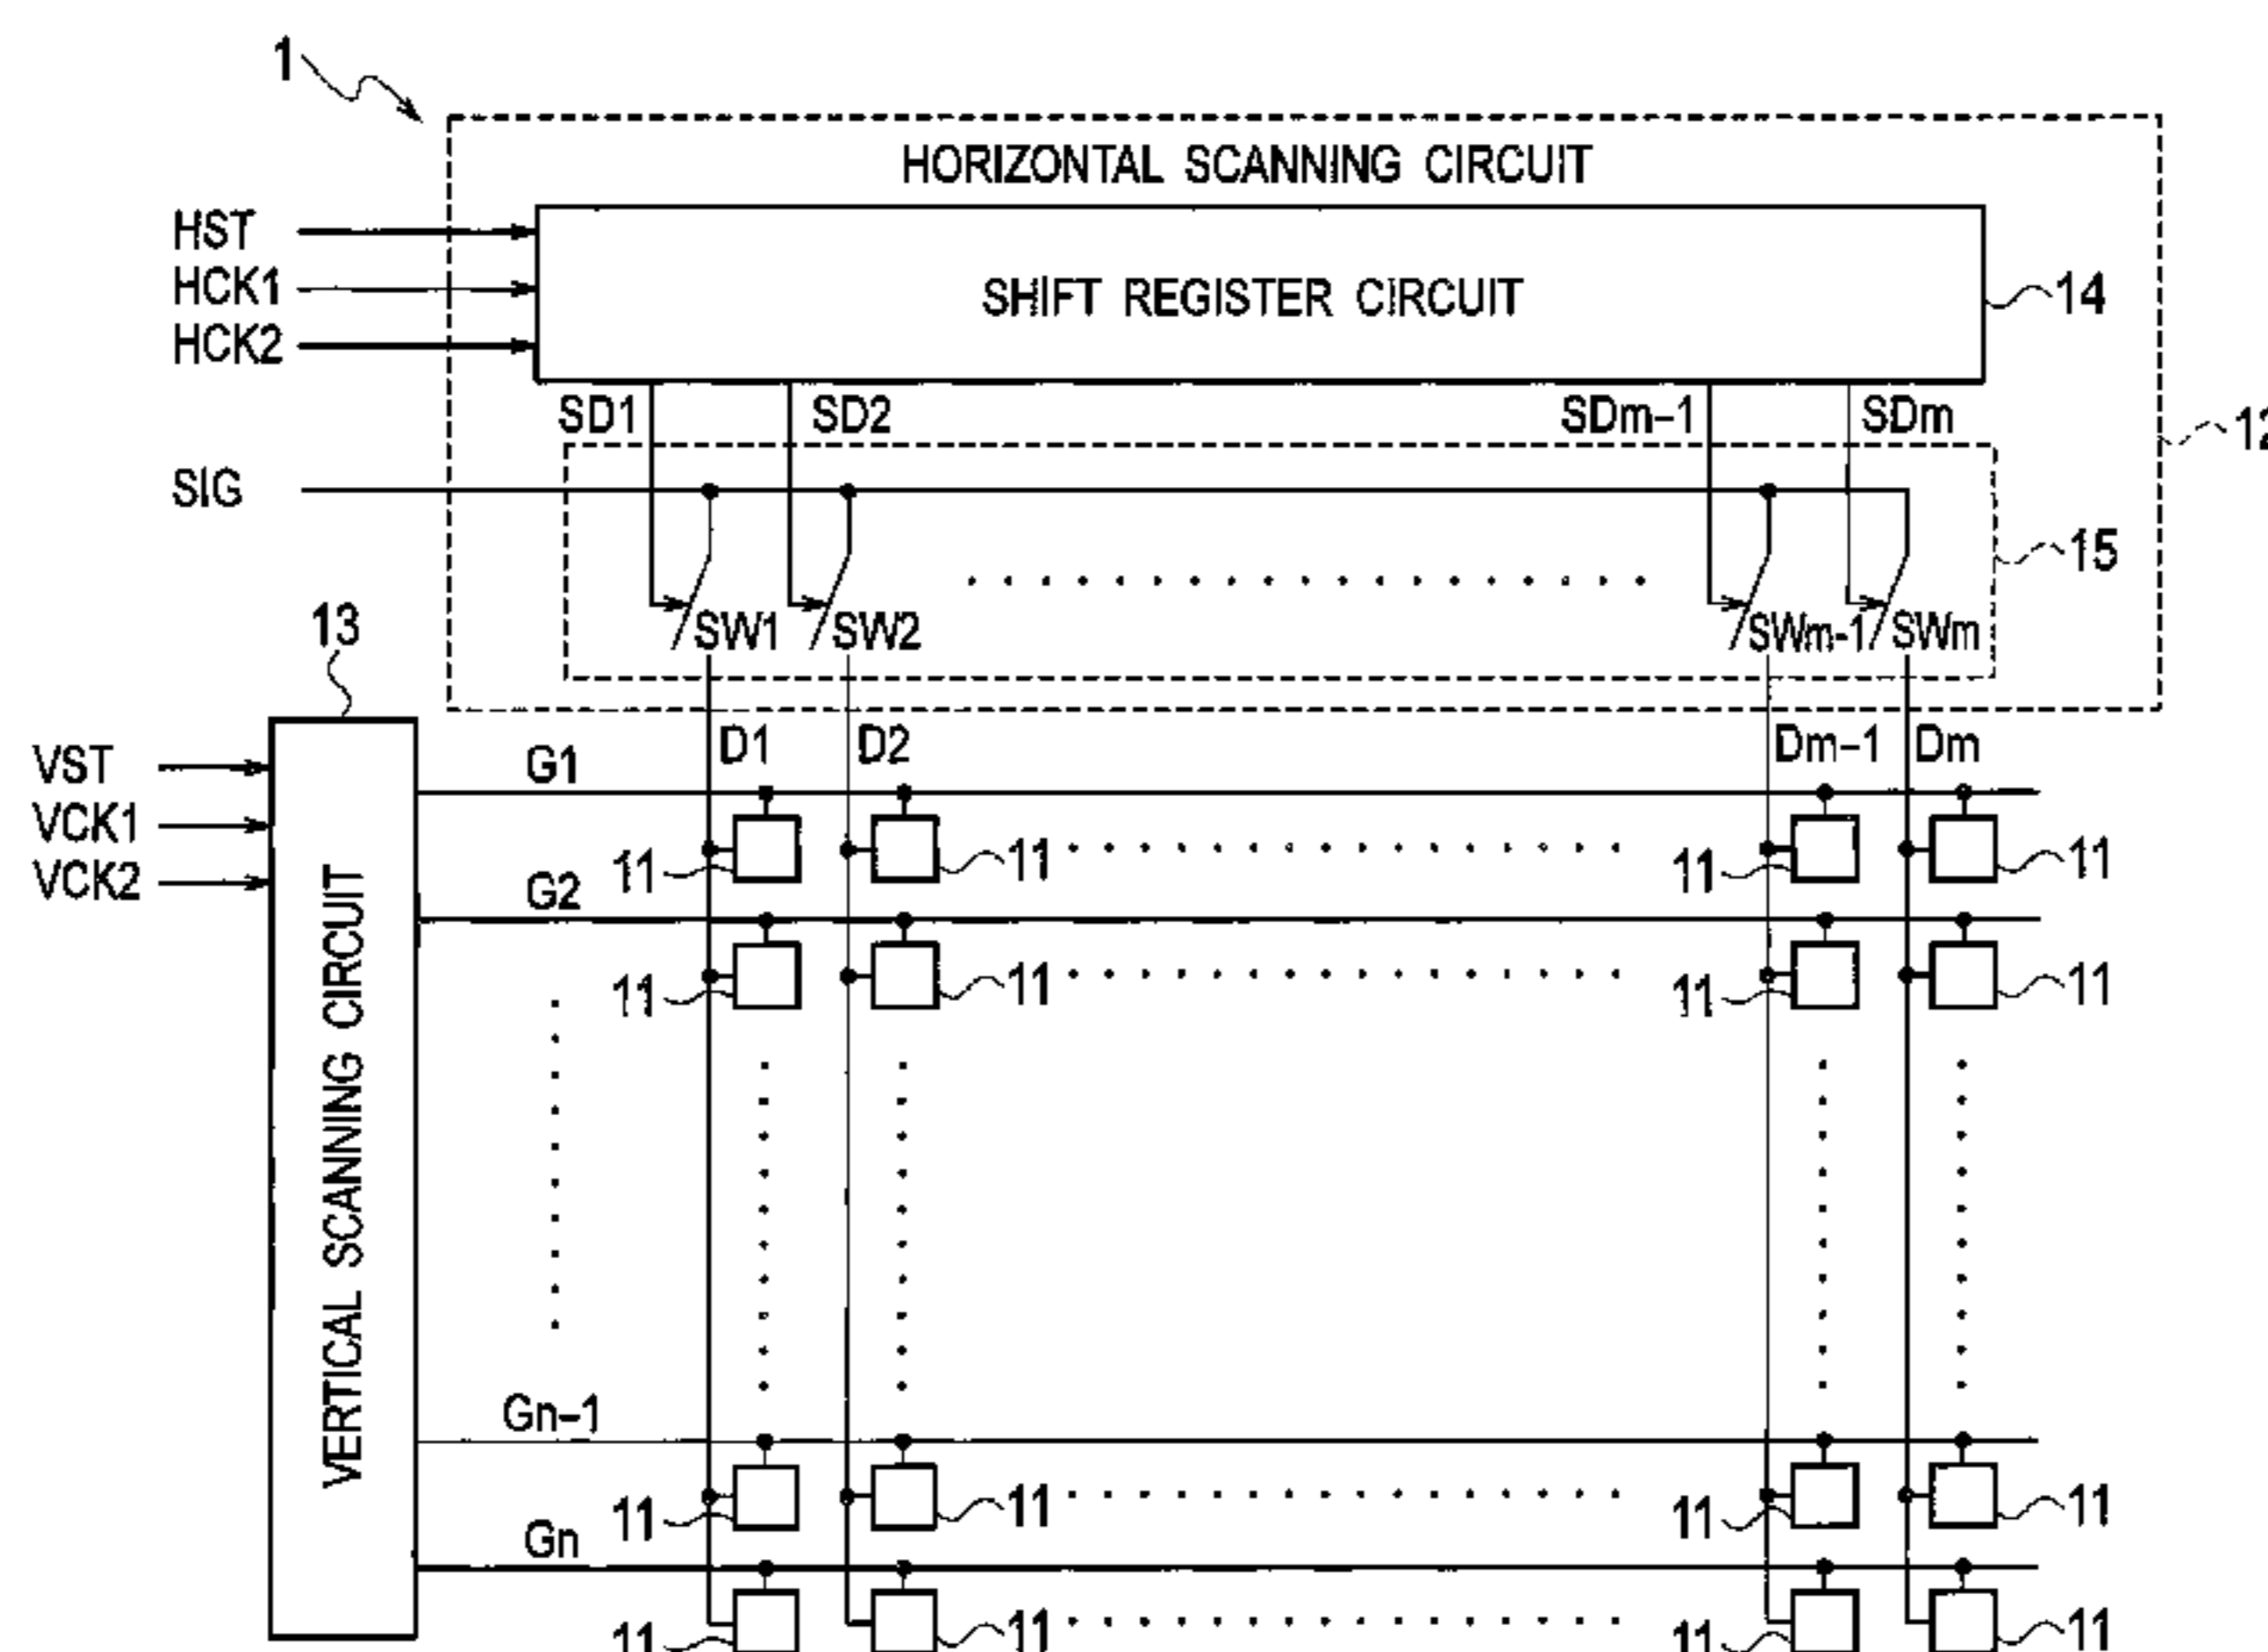 1
HORIZONTAL SCANNING CIRCUIT
HST
HCK1
HCK2
SHIFT REGISTER CIRCUIT
14
SD1 SD2 SDm-1 SDm
12
SIG
15
SW1 SW2 SWm-1 SWm
13
D1 D2 Dm-1 Dm
VST
VCK1
VCK2
VERTICAL SCANNING CIRCUIT
G1
11 11 11 11
G2
11 11 11 11
Gn-1
11 11 11 11
Gn
11 11 11 11